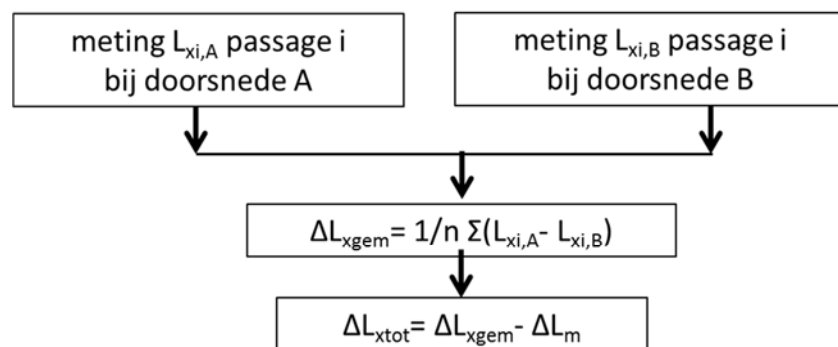 meting Lxi,A passage i
bij doorsnede A
meting Lxi,B passage i
bij doorsnede B
ΔLxgem= 1/n Σ(Lxi,A- Lxi,B)
ΔLxtot= ΔLxgem- ΔLm